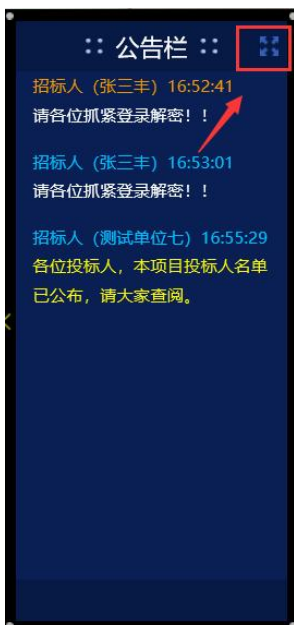 :: 公告栏 ::
招标人（张三丰）16:52:41
请各位抓紧登录解密！！
招标人（张三丰）16:53:01
请各位抓紧登录解密！！
招标人（测试单位七）16:55:29
各位投标人，本项目投标人名单
已公布，请大家查阅。